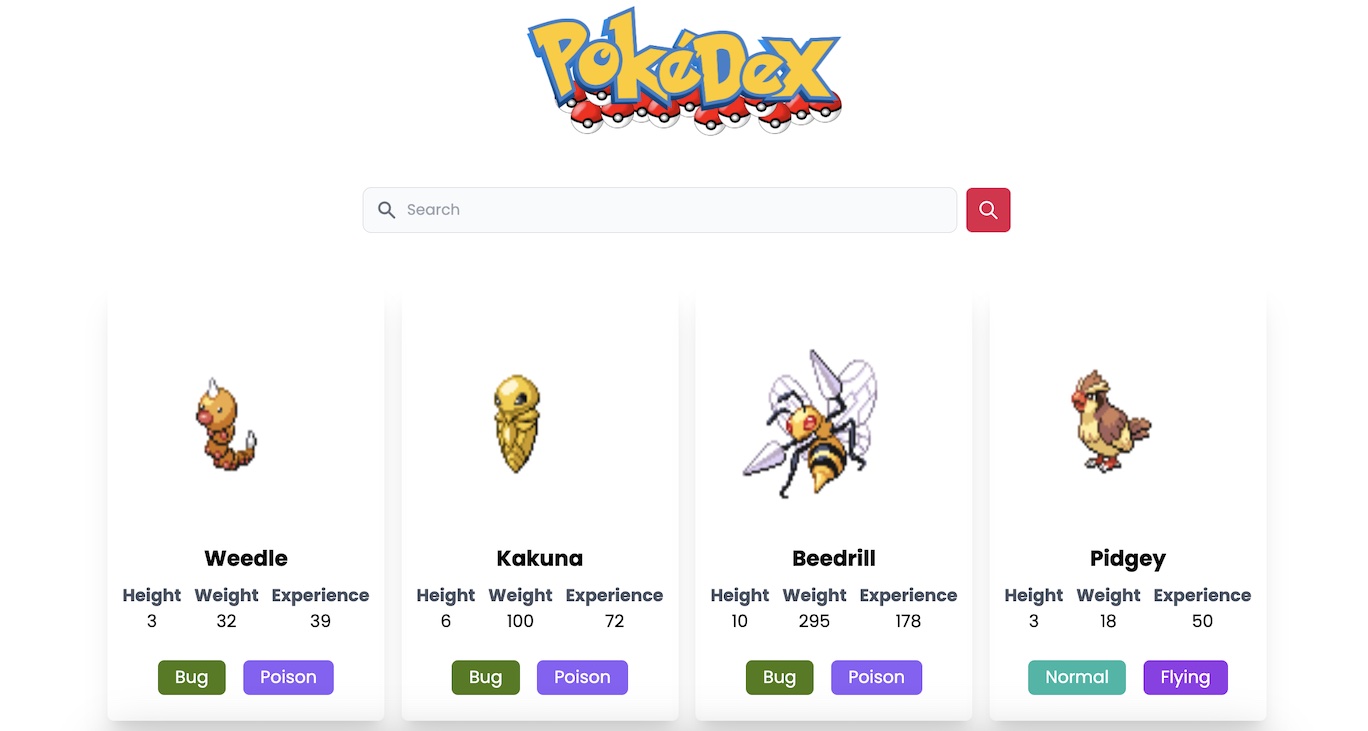 PokéDex
Search
Weedle
Height Weight Experience
3 32 39
Bug Poison
Kakuna
Height Weight Experience
6 100 72
Bug Poison
Beedrill
Height Weight Experience
10 295 178
Bug Poison
Pidgey
Height Weight Experience
3 18 50
Normal Flying